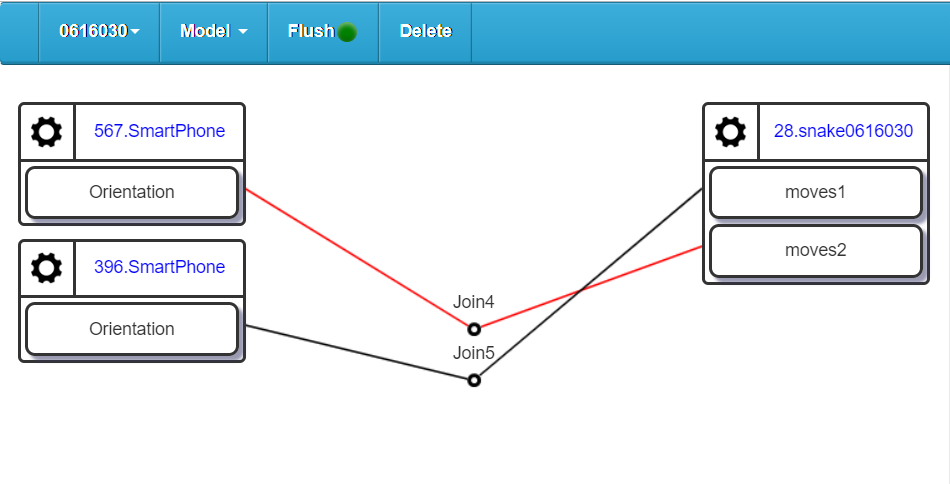 0616030 Model Flush Delete
567.SmartPhone
Orientation
396.SmartPhone
Orientation
Join4
Join5
28.snake0616030
moves1
moves2